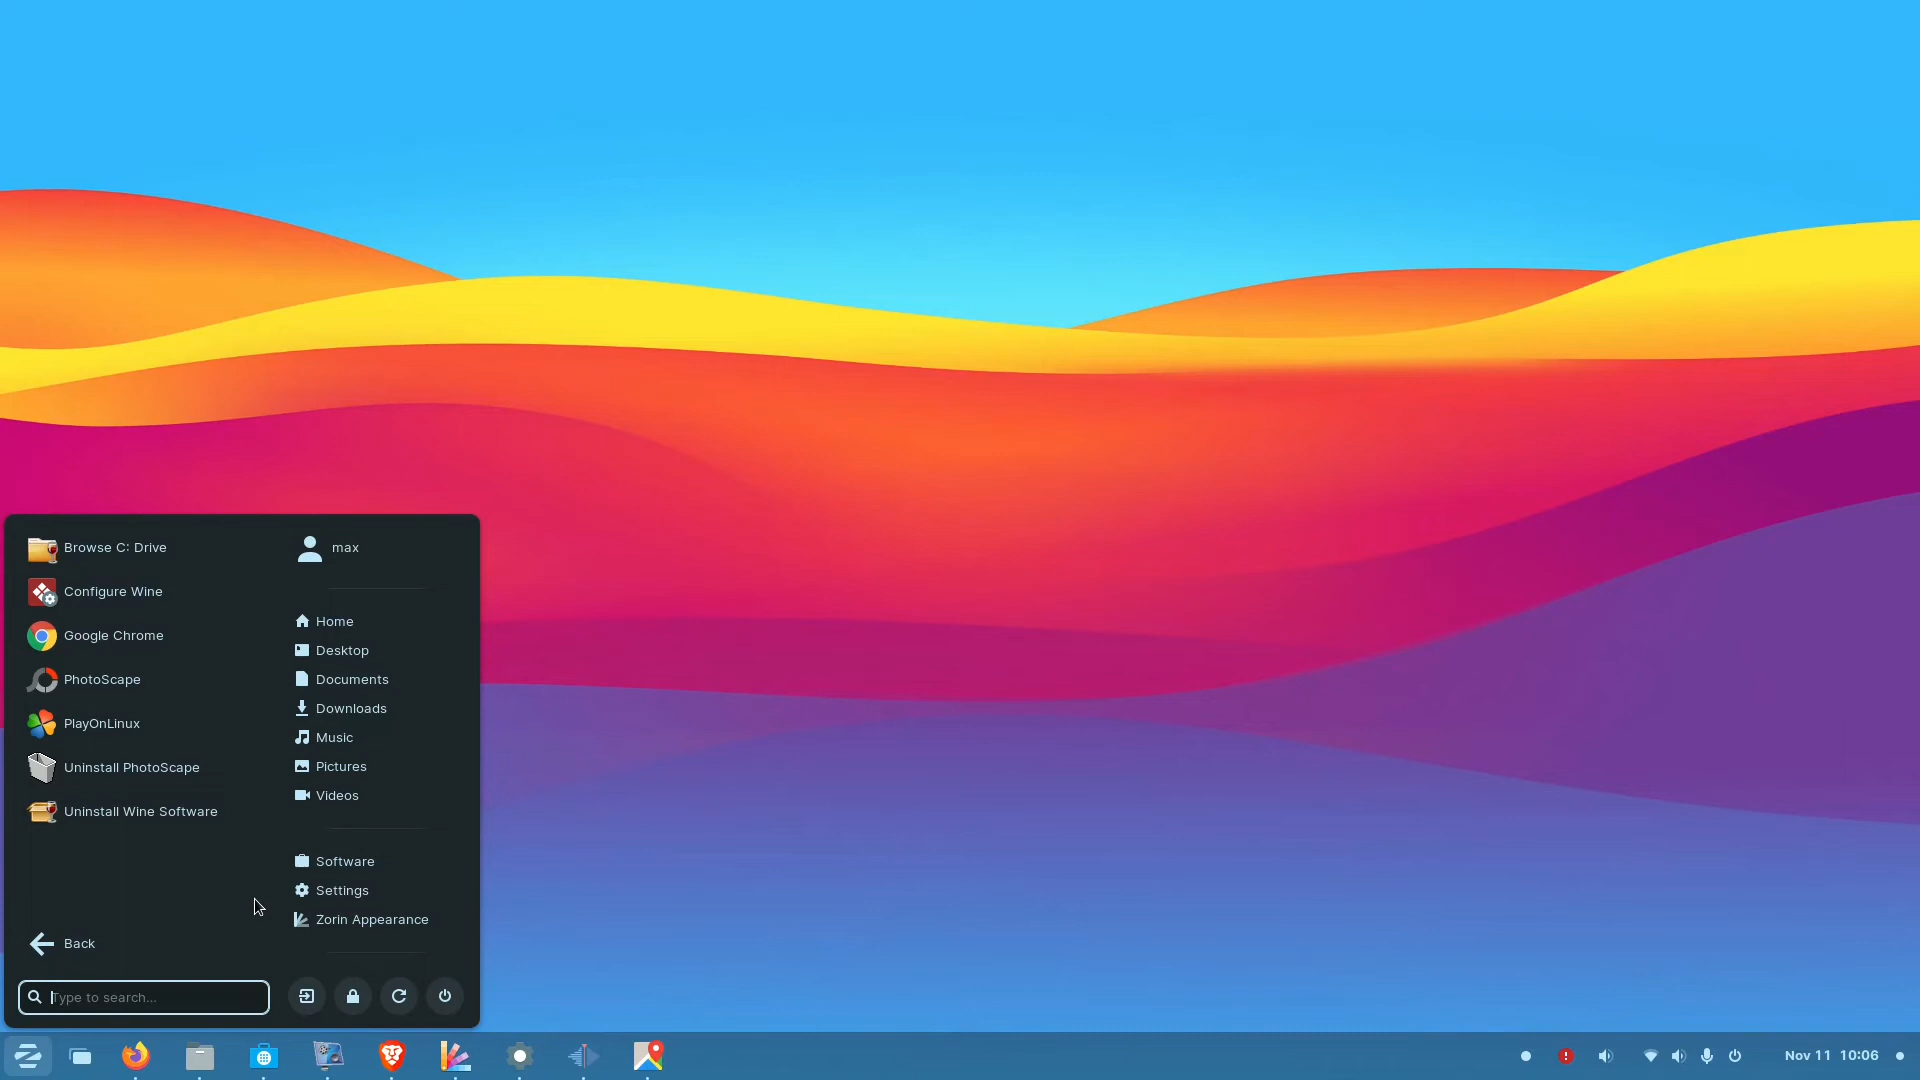 Browse C: Drive
Configure Wine
Google Chrome
PhotoScape
PlayOnLinux
Uninstall PhotoScape
Uninstall Wine Software
Back
Type to search...
max
Home
Desktop
Documents
Downloads
Music
Pictures
Videos
Software
Settings
Zorin Appearance
Nov 11 10:06